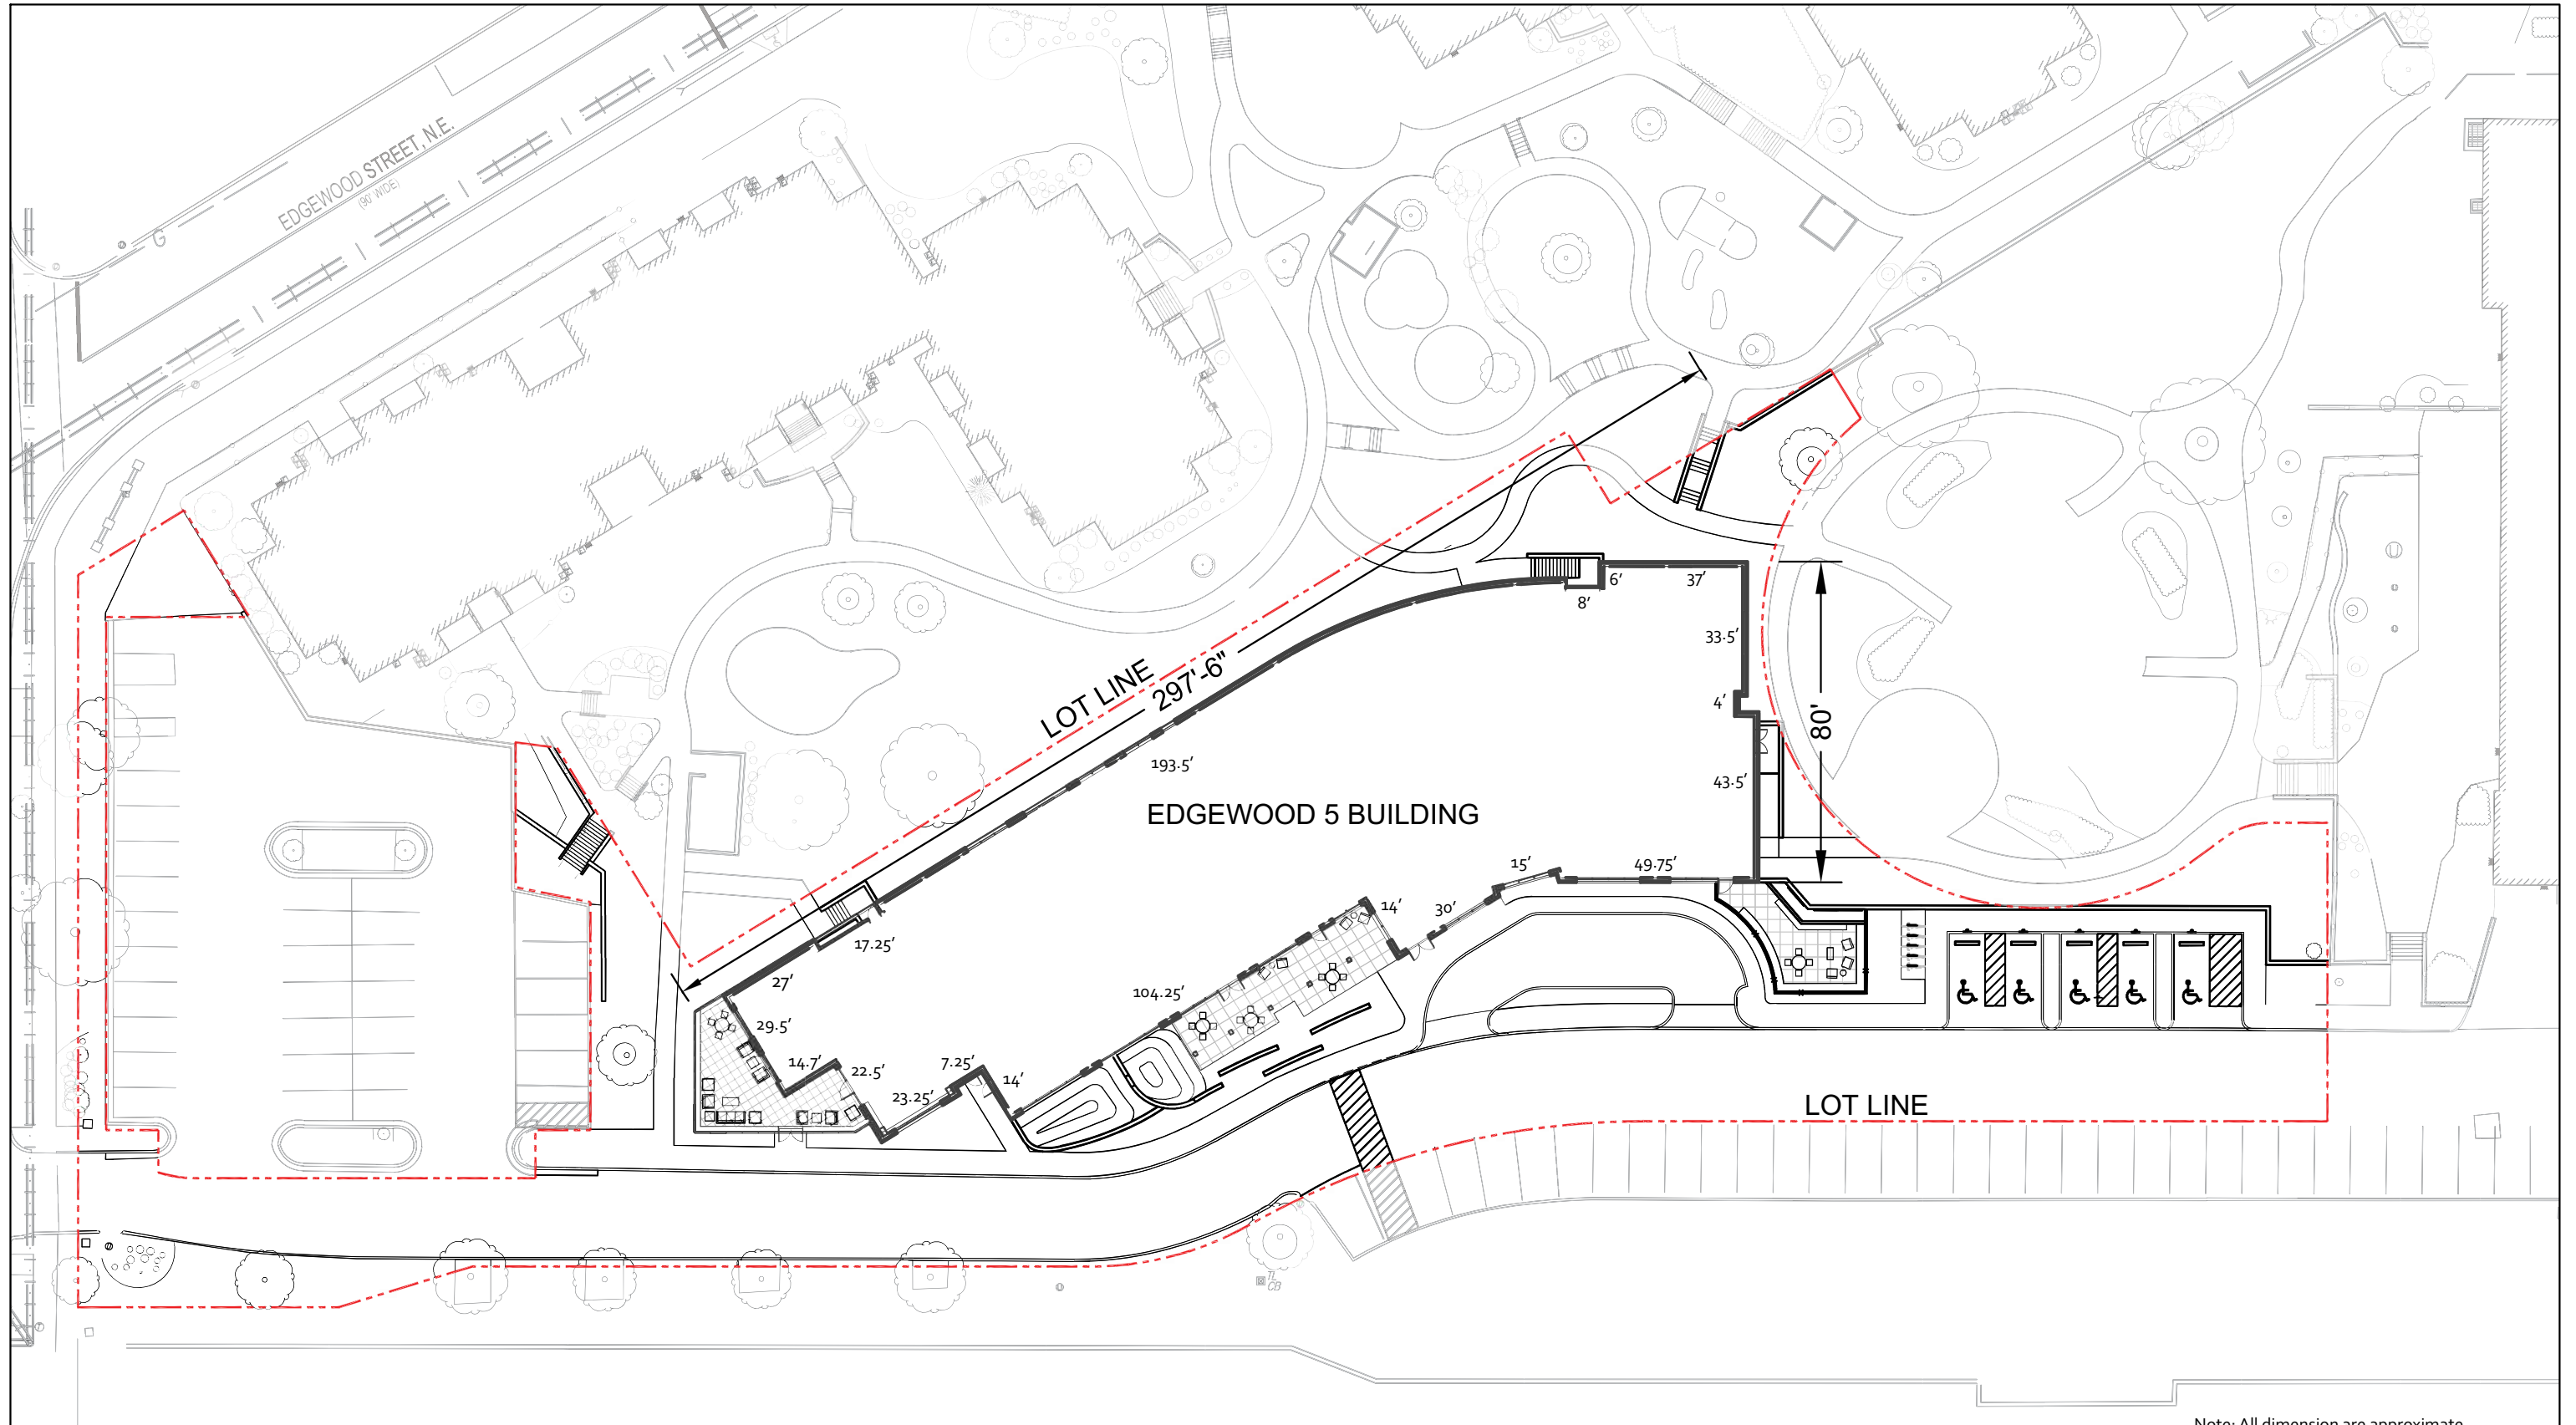 EDGEWOOD STREET, N.E.
(90' WIDE)
G
LOT LINE
297'-6"
6'
37'
8'
33.5'
4'
80'
193.5'
43.5'
EDGEWOOD 5 BUILDING
15'
49.75'
14'
30'
17.25'
27'
104.25'
29.5'
14.7'
22.5'
7.25'
14'
23.25'
LOT LINE
TL
CB
Note: All dimension are approximate